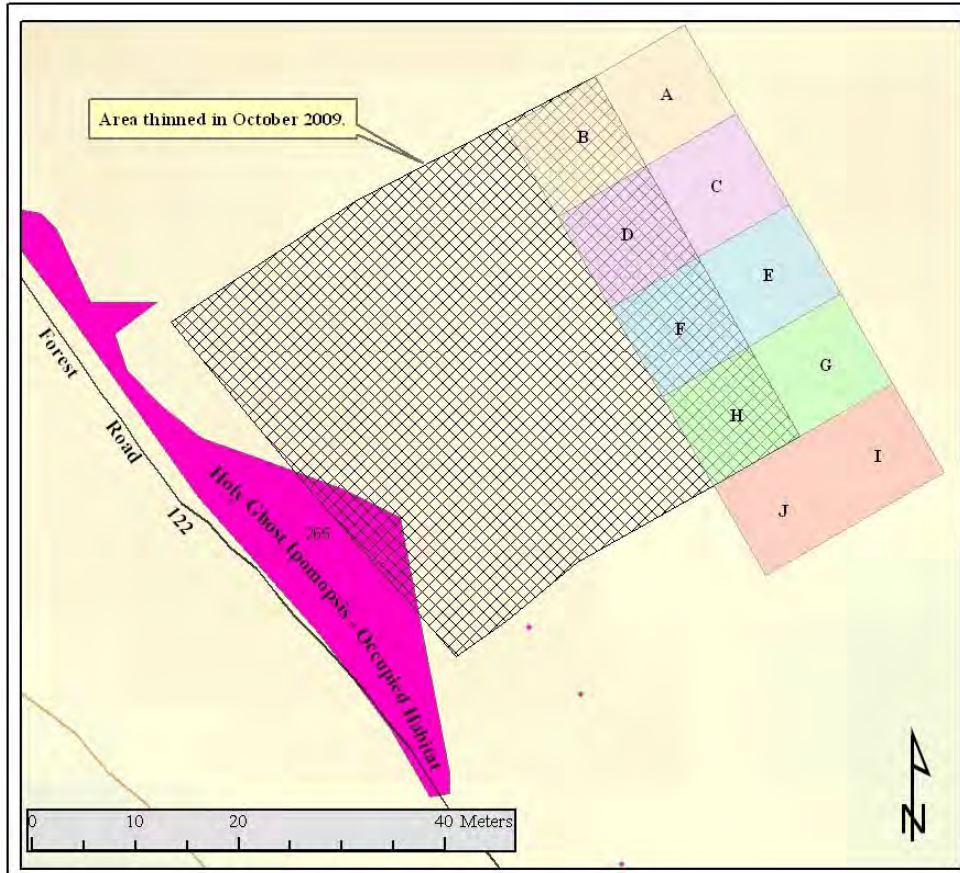 Area thinned in October 2009.
A
B
C
D
E
F
G
H
I
J
Forest Road 122
Holy Ghost Ipomopsis - Occupied Habitat
265
0 10 20 40 Meters
N